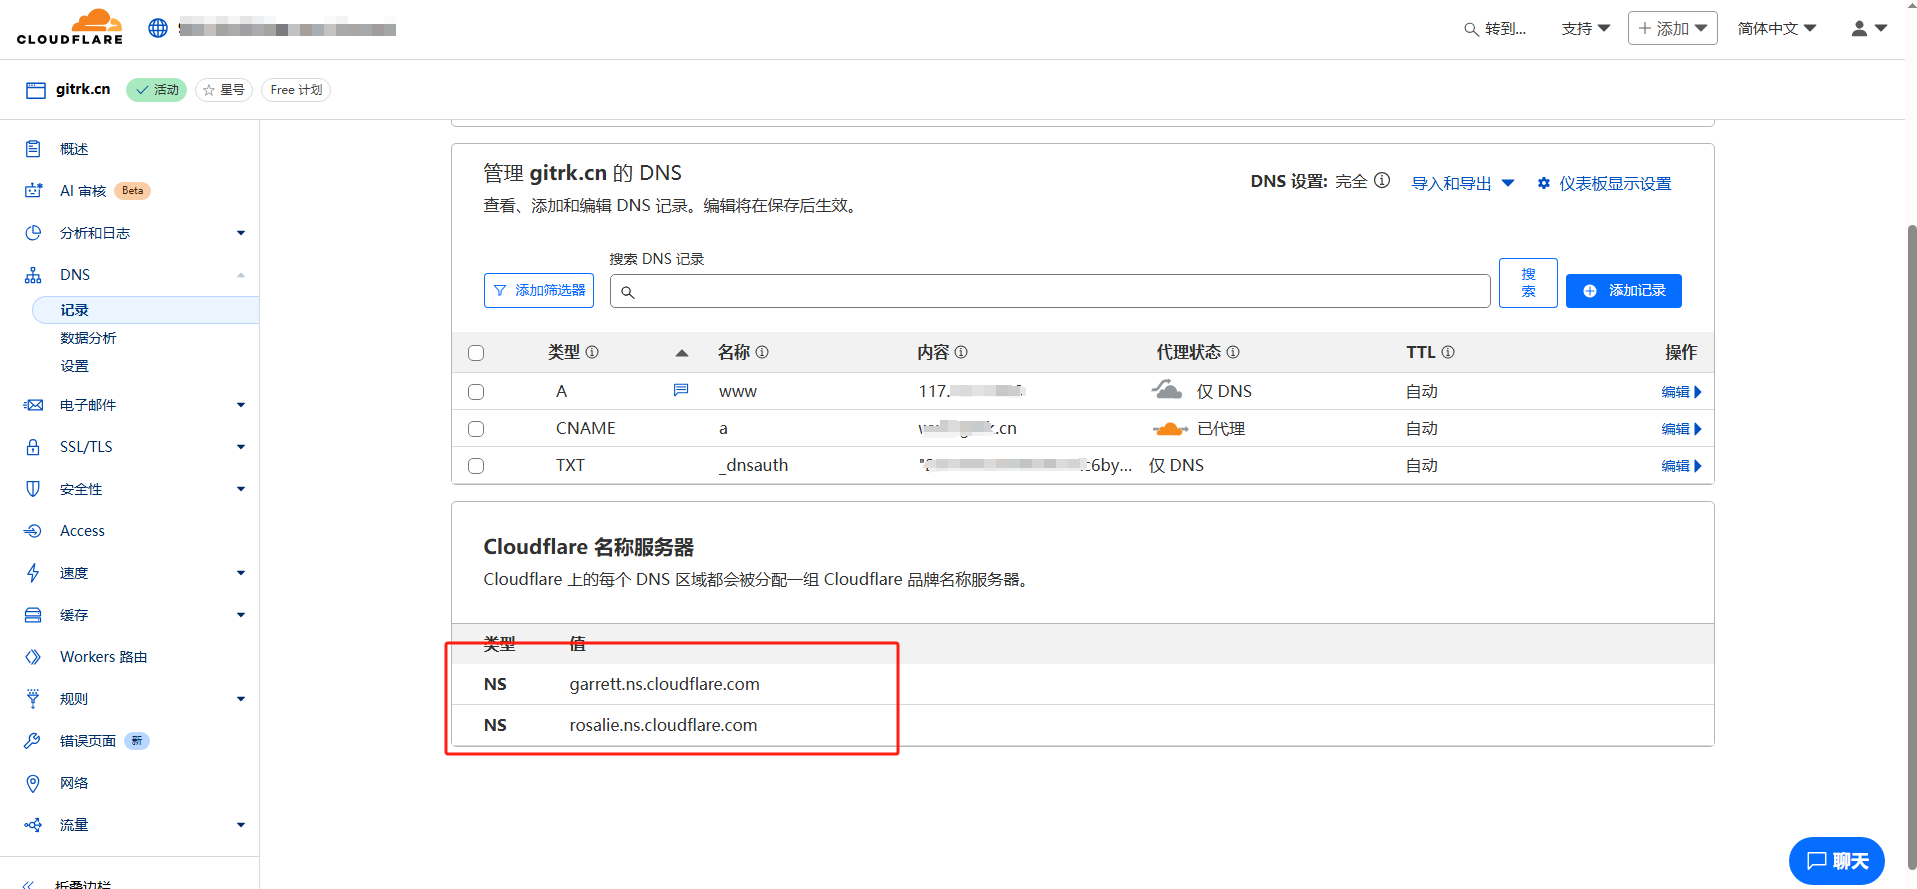 CLOUDFLARE
转到...
支持
添加
简体中文
gitrk.cn
活动
星号
Free 计划
概述
AI 审核 Beta
分析和日志
DNS
记录
数据分析
设置
电子邮件
SSL/TLS
安全性
Access
速度
缓存
Workers 路由
规则
错误页面 新
网络
流量
折叠边栏
管理 gitrk.cn 的 DNS
查看、添加和编辑 DNS 记录。编辑将在保存后生效。
DNS 设置: 完全
导入和导出
仪表板显示设置
搜索 DNS 记录
添加筛选器
搜
索
添加记录
类型 名称 内容 代理状态 TTL 操作
A www 117. 仅 DNS 自动 编辑
CNAME a .cn 已代理 自动 编辑
TXT _dnsauth c6by... 仅 DNS 自动 编辑
Cloudflare 名称服务器
Cloudflare 上的每个 DNS 区域都会被分配一组 Cloudflare 品牌名称服务器。
类型 值
NS garrett.ns.cloudflare.com
NS rosalie.ns.cloudflare.com
聊天